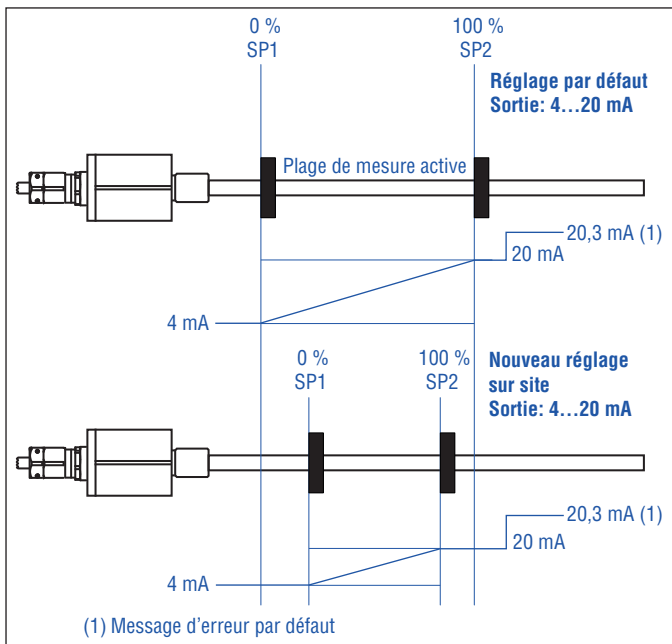 0 %
SP1
100 %
SP2
Réglage par défaut
Sortie: 4...20 mA
Plage de mesure active
20,3 mA (1)
20 mA
4 mA
0 %
SP1
100 %
SP2
Nouveau réglage
sur site
Sortie: 4...20 mA
20,3 mA (1)
20 mA
4 mA
(1) Message d’erreur par défaut